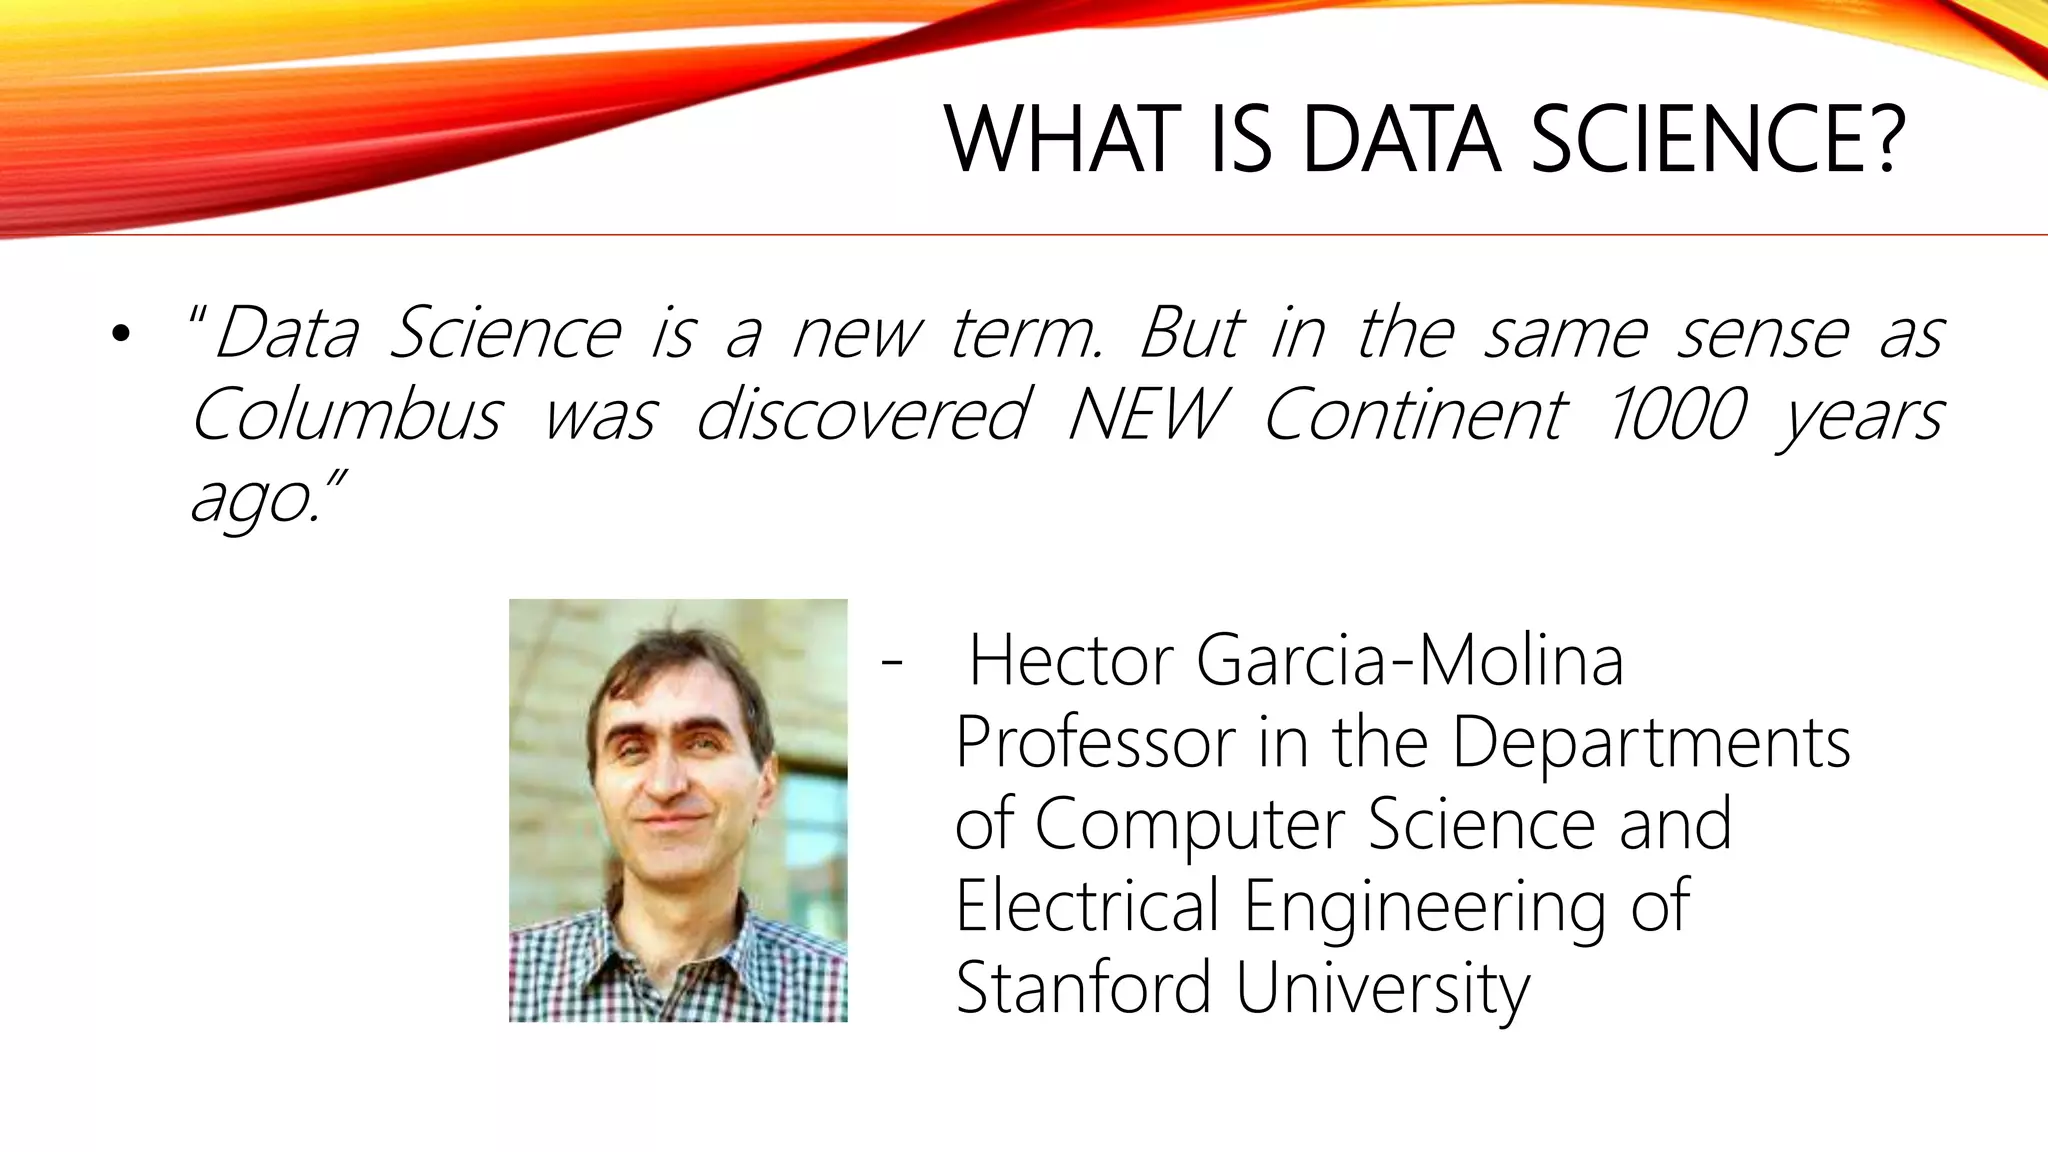 WHAT IS DATA SCIENCE?
• “Data Science is a new term. But in the same sense as
Columbus was discovered NEW Continent 1000 years
ago.”
- Hector Garcia-Molina
Professor in the Departments
of Computer Science and
Electrical Engineering of
Stanford University